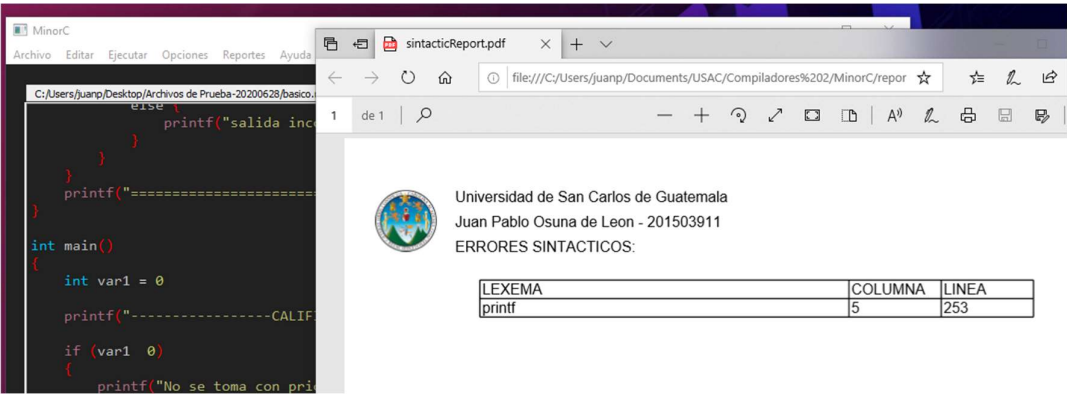 MinorC
Archivo Editar Ejecutar Opciones Reportes Ayuda
C:/Users/juanp/Desktop/Archivos de Prueba-20200628/basico.
else {
printf("salida inc
}
}
}
printf("=======================
}
int main()
{
int var1 = 0
printf("-----------------CALIF
if (var1 0)
{
printf("No se toma con pri
sintacticReport.pdf
file:///C:/Users/juanp/Documents/USAC/Compiladores%202/MinorC/repor
1 de 1
Universidad de San Carlos de Guatemala
Juan Pablo Osuna de Leon - 201503911
ERRORES SINTACTICOS:
LEXEMA COLUMNA LINEA
printf 5 253